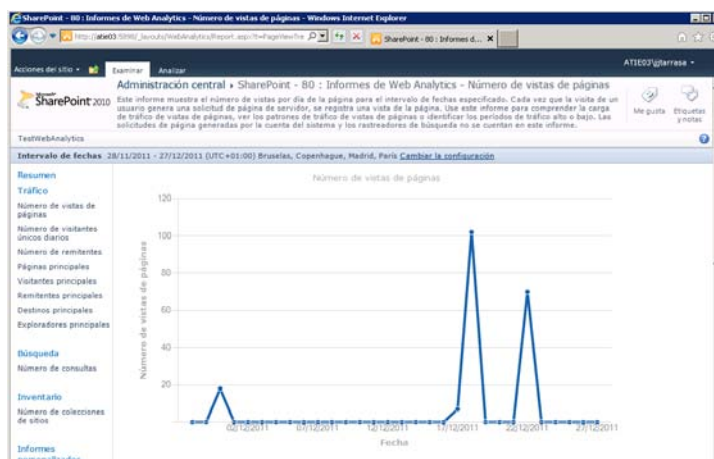 SharePoint - 80 : Informes de Web Analytics - Número de vistas de páginas - Windows Internet Explorer
SharePoint - 80 : Informes d...
Acciones del sitio
Examinar
Analizar
Microsoft
SharePoint 2010
Administración central ▸ SharePoint - 80 : Informes de Web Analytics - Número de vistas de páginas
Este informe muestra el número de vistas por día de la página para el intervalo de fechas especificado. Cada vez que la visita de un
usuario genera una solicitud de página de servidor, se registra una vista de la página. Use este informe para comprender la carga
de tráfico de vistas de páginas, ver los patrones de tráfico de vistas de páginas o identificar los períodos de tráfico alto o bajo. Las
solicitudes de página generadas por la cuenta del sistema y los rastreadores de búsqueda no se cuentan en este informe.
Me gusta
Etiquetas
y notas
TestWebAnalytics
Intervalo de fechas 28/11/2011 - 27/12/2011 (UTC+01:00) Bruselas, Copenhague, Madrid, París Cambiar la configuración
Resumen
Tráfico
Número de vistas de
páginas
Número de visitantes
únicos diarios
Número de remitentes
Páginas principales
Visitantes principales
Remitentes principales
Destinos principales
Exploradores principales
Búsqueda
Número de consultas
Inventario
Número de colecciones
de sitios
Informes
Número de vistas de páginas
Número de vistas de páginas
120
100
80
60
40
20
02/12/2011
07/12/2011
12/12/2011
17/12/2011
22/12/2011
27/12/2011
Fecha